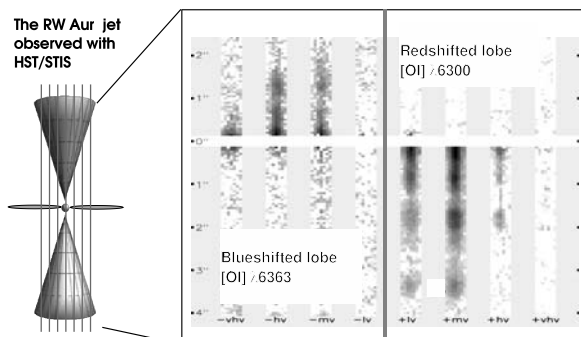 The RW Aur jet
observed with
HST/STIS
2''
1''
0''
1''
2''
3''
4''
Blueshifted lobe
[OI] λ6363
-vhv -hv -mv -lv
Redshifted lobe
[OI] λ6300
+lv +mv +hv +vhv